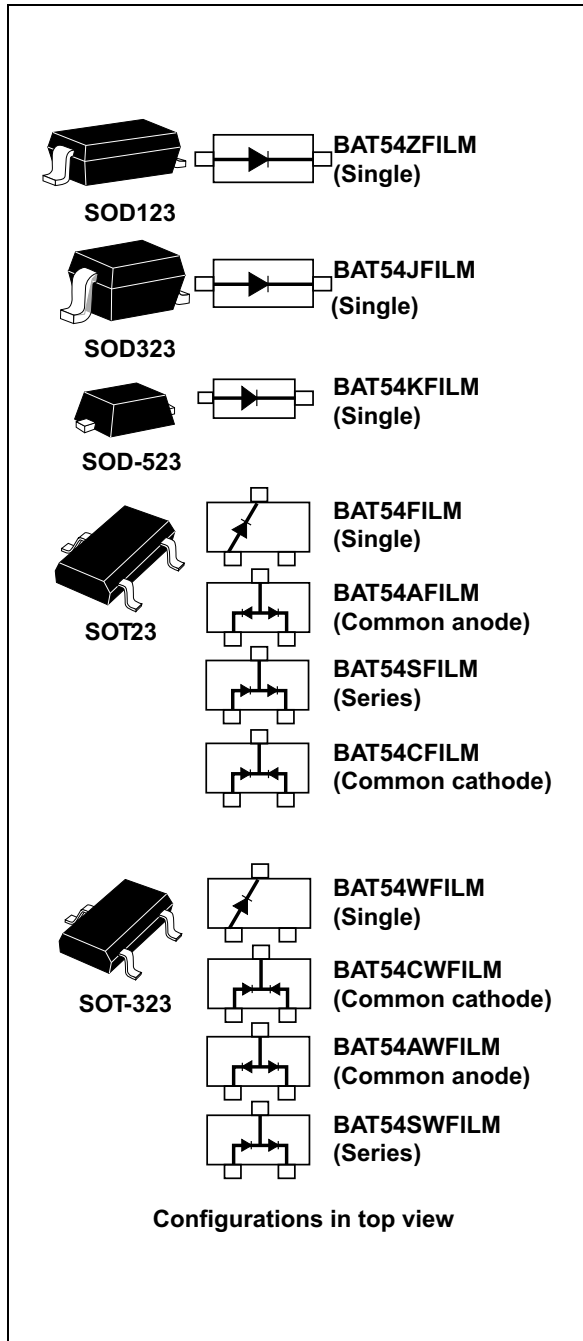 BAT54ZFILM
(Single)
SOD123
BAT54JFILM
(Single)
SOD323
BAT54KFILM
(Single)
SOD-523
BAT54FILM
(Single)
SOT23
BAT54AFILM
(Common anode)
BAT54SFILM
(Series)
BAT54CFILM
(Common cathode)
BAT54WFILM
(Single)
SOT-323
BAT54CWFILM
(Common cathode)
BAT54AWFILM
(Common anode)
BAT54SWFILM
(Series)
Configurations in top view